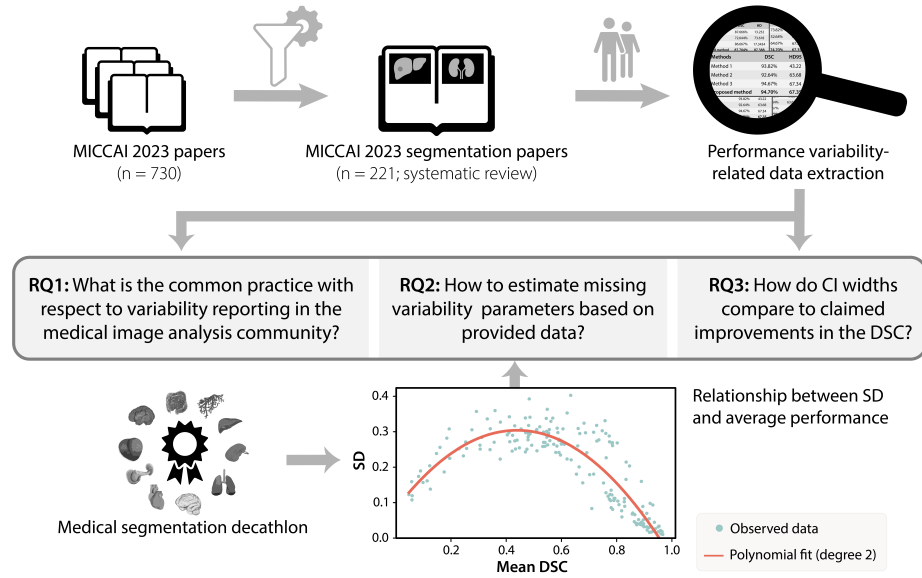 MICCAI 2023 papers
(n = 730)
MICCAI 2023 segmentation papers
(n = 221; systematic review)
Methods DSC HD95
Method 1 93.82% 43.22
Method 2 92.64% 63.68
Method 3 94.67% 67.34
proposed method 94.70% 67.35
Performance variability-
related data extraction
RQ1: What is the common practice with
respect to variability reporting in the
medical image analysis community?
RQ2: How to estimate missing
variability parameters based on
provided data?
RQ3: How do CI widths
compare to claimed
improvements in the DSC?
Medical segmentation decathlon
SD
0.4
0.3
0.2
0.1
0.0
0.2 0.4 0.6 0.8 1.0
Mean DSC
Relationship between SD
and average performance
Observed data
Polynomial fit (degree 2)